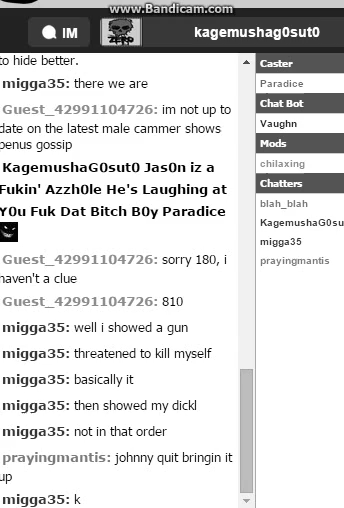 www.Bandicam.com
IM
ZERO
kagemushag0sut0
to hide better.
migga35: there we are
Guest_42991104726: im not up to
date on the latest male cammer shows
penus gossip
KagemushaG0sut0 Jas0n iz a
Fukin' Azzh0le He's Laughing at
Y0u Fuk Dat Bitch B0y Paradice
Guest_42991104726: sorry 180, i
haven't a clue
Guest_42991104726: 810
migga35: well i showed a gun
migga35: threatened to kill myself
migga35: basically it
migga35: then showed my dickl
migga35: not in that order
prayingmantis: johnny quit bringin it
up
migga35: k
Caster
Paradice
Chat Bot
Vaughn
Mods
chilaxing
Chatters
blah_blah
KagemushaG0su
migga35
prayingmantis